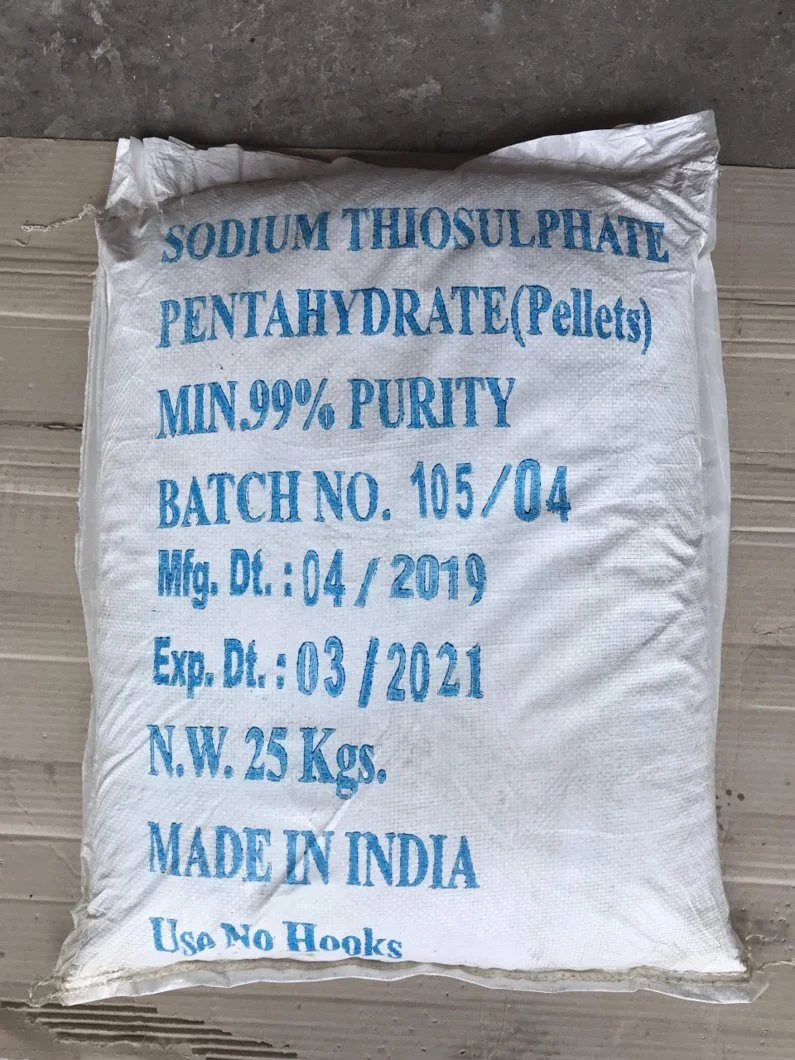 SODIUM THIOSULPHATE
PENTAHYDRATE(Pellets)
MIN.99% PURITY
BATCH NO. 105/04
Mfg. Dt. : 04 / 2019
Exp. Dt. : 03 / 2021
N.W. 25 Kgs.
MADE IN INDIA
Use No Hooks